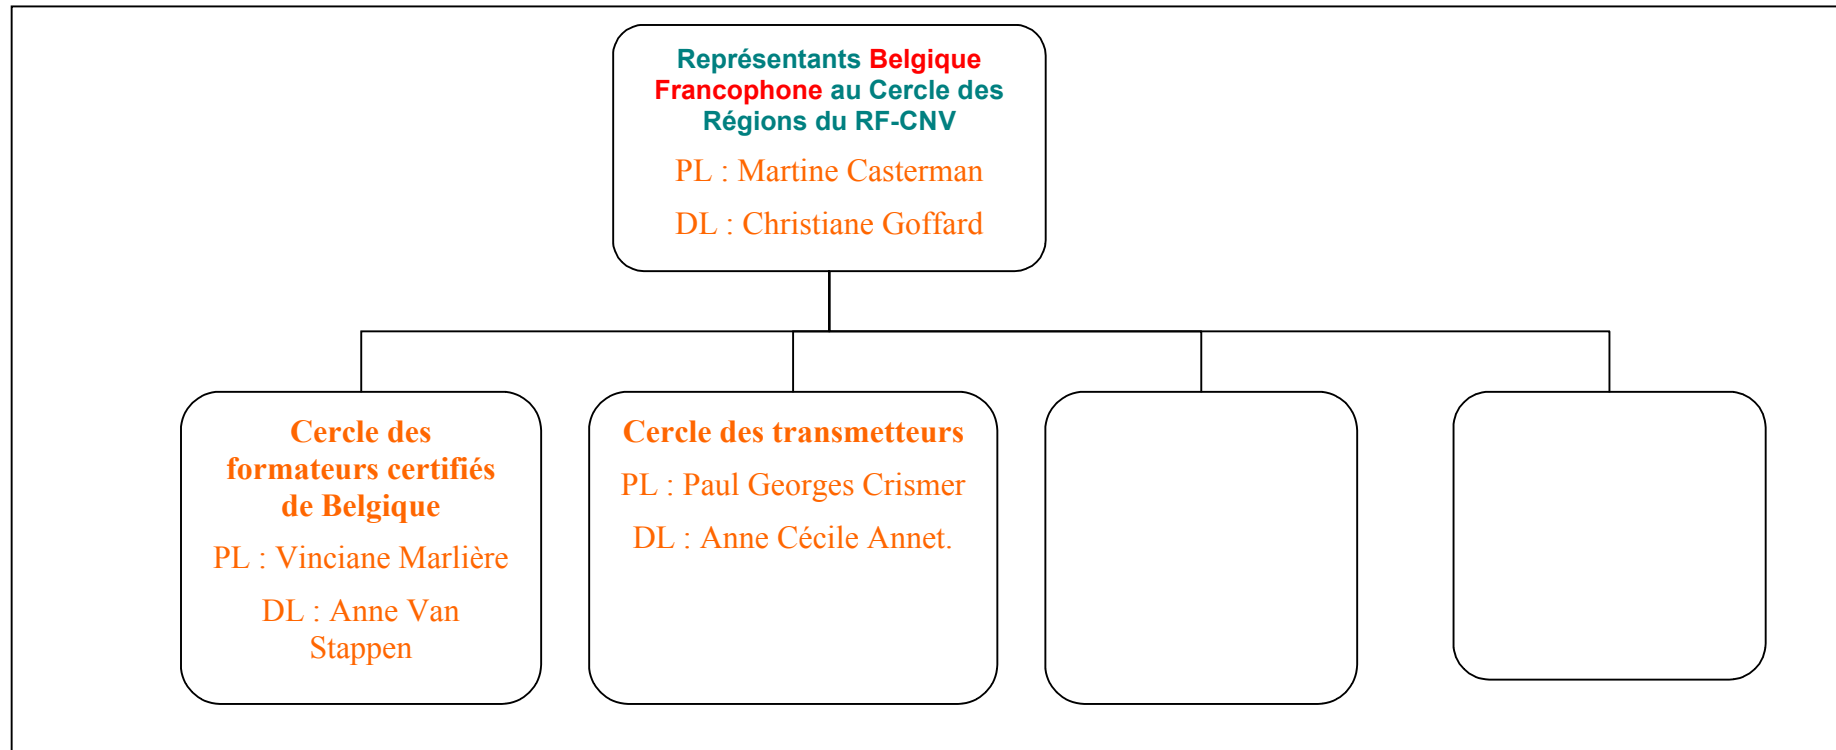 Représentants Belgique
Francophone au Cercle des
Régions du RF-CNV
PL : Martine Casterman
DL : Christiane Goffard
Cercle des
formateurs certifiés
de Belgique
PL : Vinciane Marlière
DL : Anne Van
Stappen
Cercle des transmetteurs
PL : Paul Georges Crismer
DL : Anne Cécile Annet.